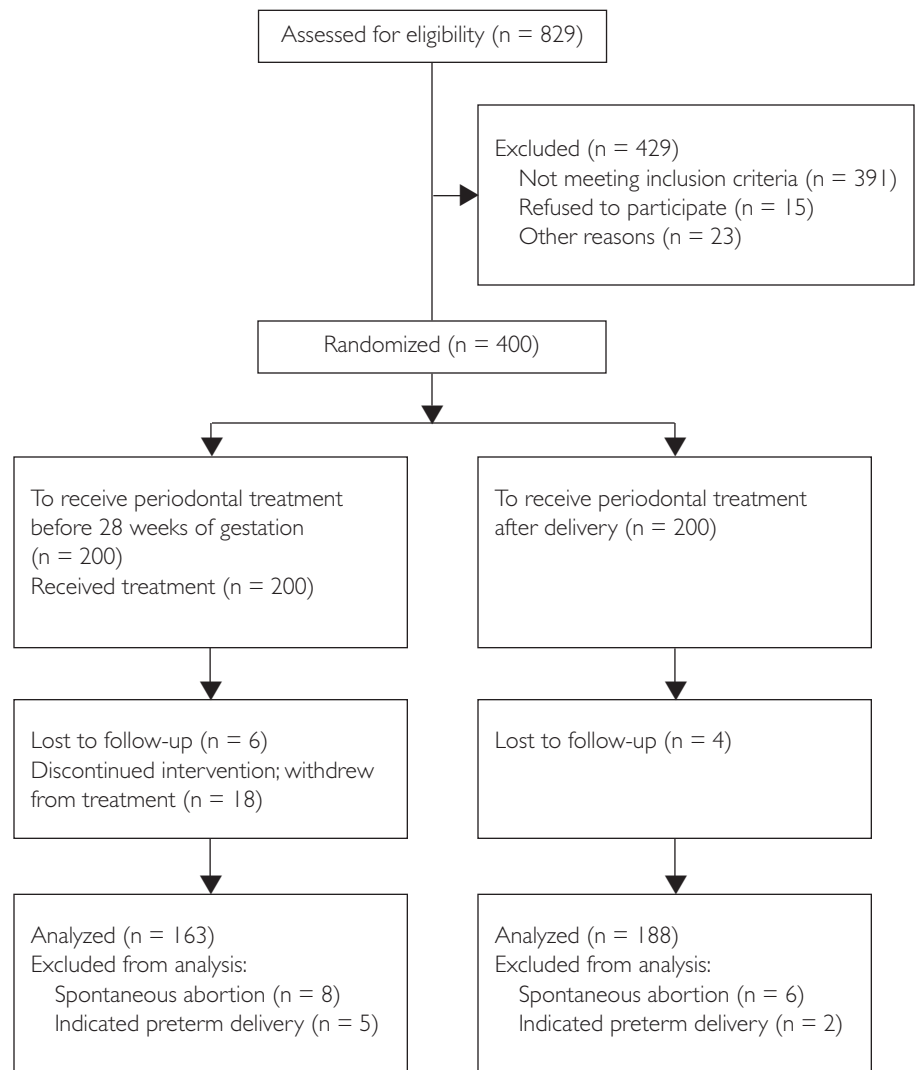 Assessed for eligibility (n = 829)
Excluded (n = 429)
Not meeting inclusion criteria (n = 391)
Refused to participate (n = 15)
Other reasons (n = 23)
Randomized (n = 400)
To receive periodontal treatment
before 28 weeks of gestation
(n = 200)
Received treatment (n = 200)
To receive periodontal treatment
after delivery (n = 200)
Lost to follow-up (n = 6)
Discontinued intervention; withdrew
from treatment (n = 18)
Lost to follow-up (n = 4)
Analyzed (n = 163)
Excluded from analysis:
Spontaneous abortion (n = 8)
Indicated preterm delivery (n = 5)
Analyzed (n = 188)
Excluded from analysis:
Spontaneous abortion (n = 6)
Indicated preterm delivery (n = 2)